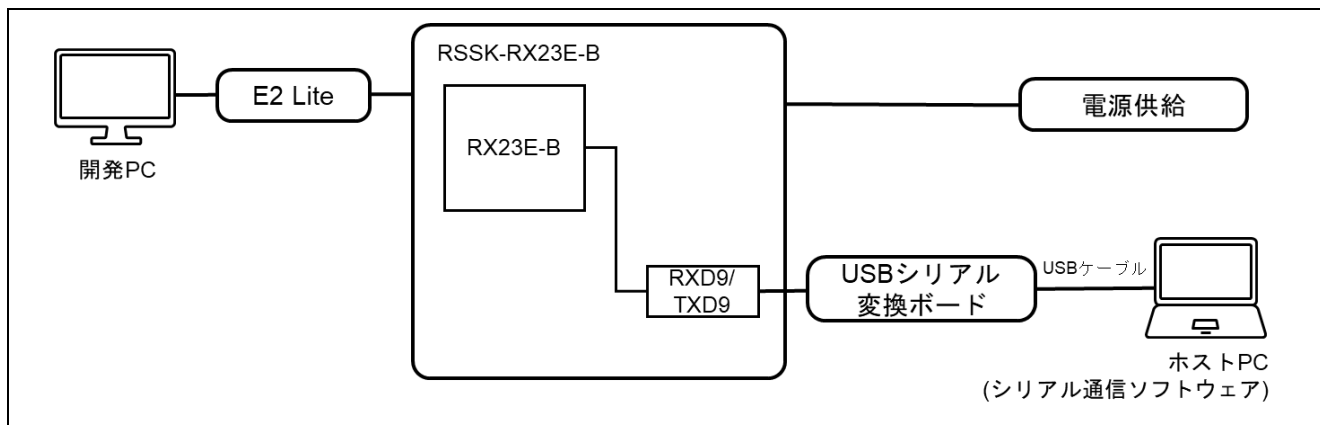 RSSK-RX23E-B
E2 Lite
電源供給
RX23E-B
開発PC
RXD9/
TXD9
USBシリアル
変換ボード
USBケーブル
ホストPC
(シリアル通信ソフトウェア)